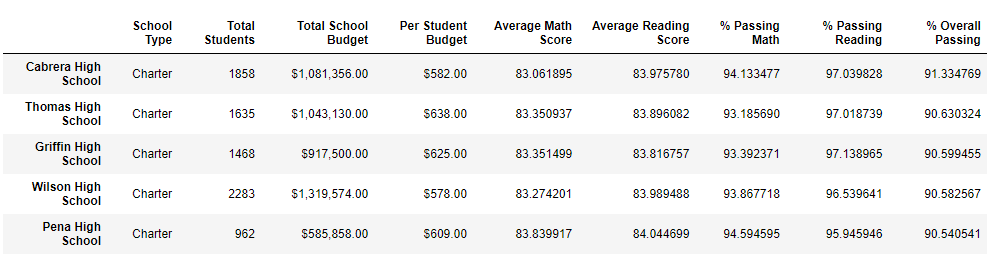 School Type Total Students Total School Budget Per Student Budget Average Math Score Average Reading Score % Passing Math % Passing Reading % Overall Passing
Cabrera High School Charter 1858 $1,081,356.00 $582.00 83.061895 83.975780 94.133477 97.039828 91.334769
Thomas High School Charter 1635 $1,043,130.00 $638.00 83.350937 83.896082 93.185690 97.018739 90.630324
Griffin High School Charter 1468 $917,500.00 $625.00 83.351499 83.816757 93.392371 97.138965 90.599455
Wilson High School Charter 2283 $1,319,574.00 $578.00 83.274201 83.989488 93.867718 96.539641 90.582567
Pena High School Charter 962 $585,858.00 $609.00 83.839917 84.044699 94.594595 95.945946 90.540541